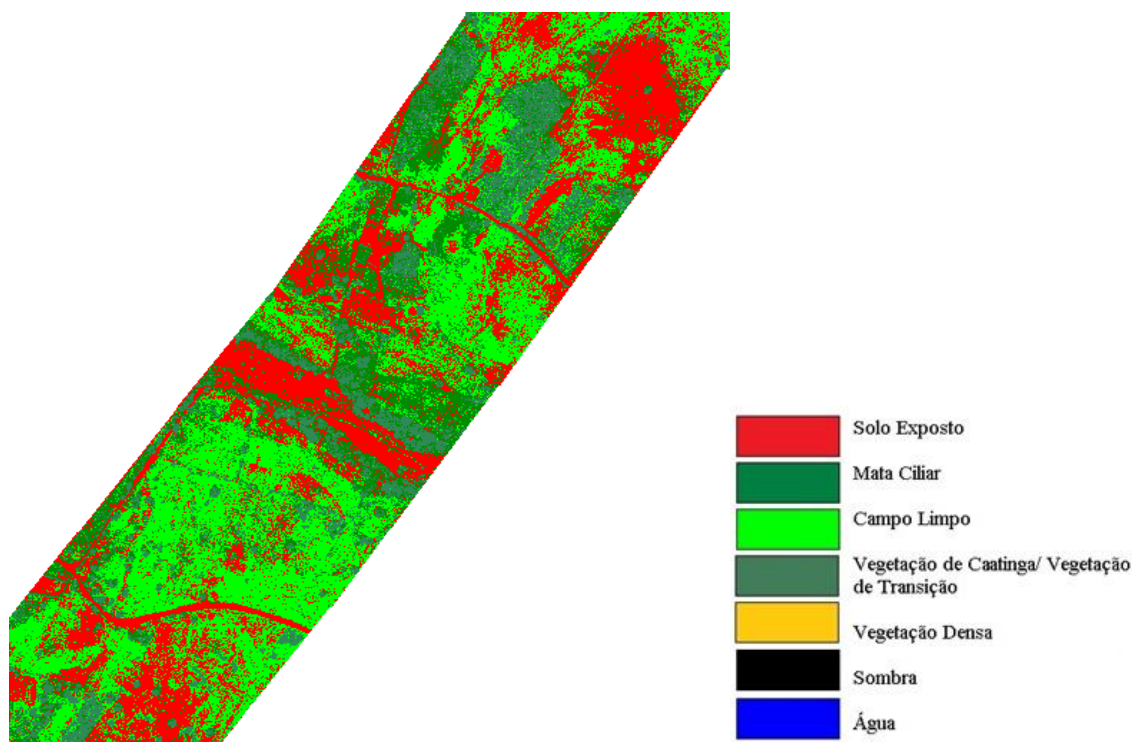 Solo Exposto
Mata Ciliar
Campo Limpo
Vegetação de Caatinga/ Vegetação
de Transição
Vegetação Densa
Sombra
Água